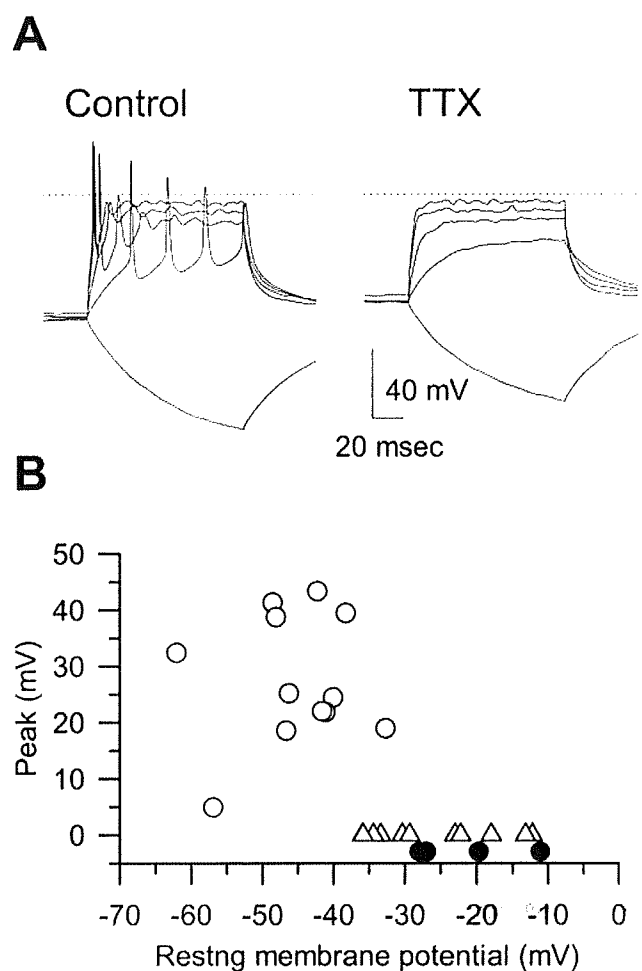 A
Control TTX
40 mV
20 msec
B
50
40
30
20
10
0
Peak (mV)
-70 -60 -50 -40 -30 -20 -10 0
Restng membrane potential (mV)